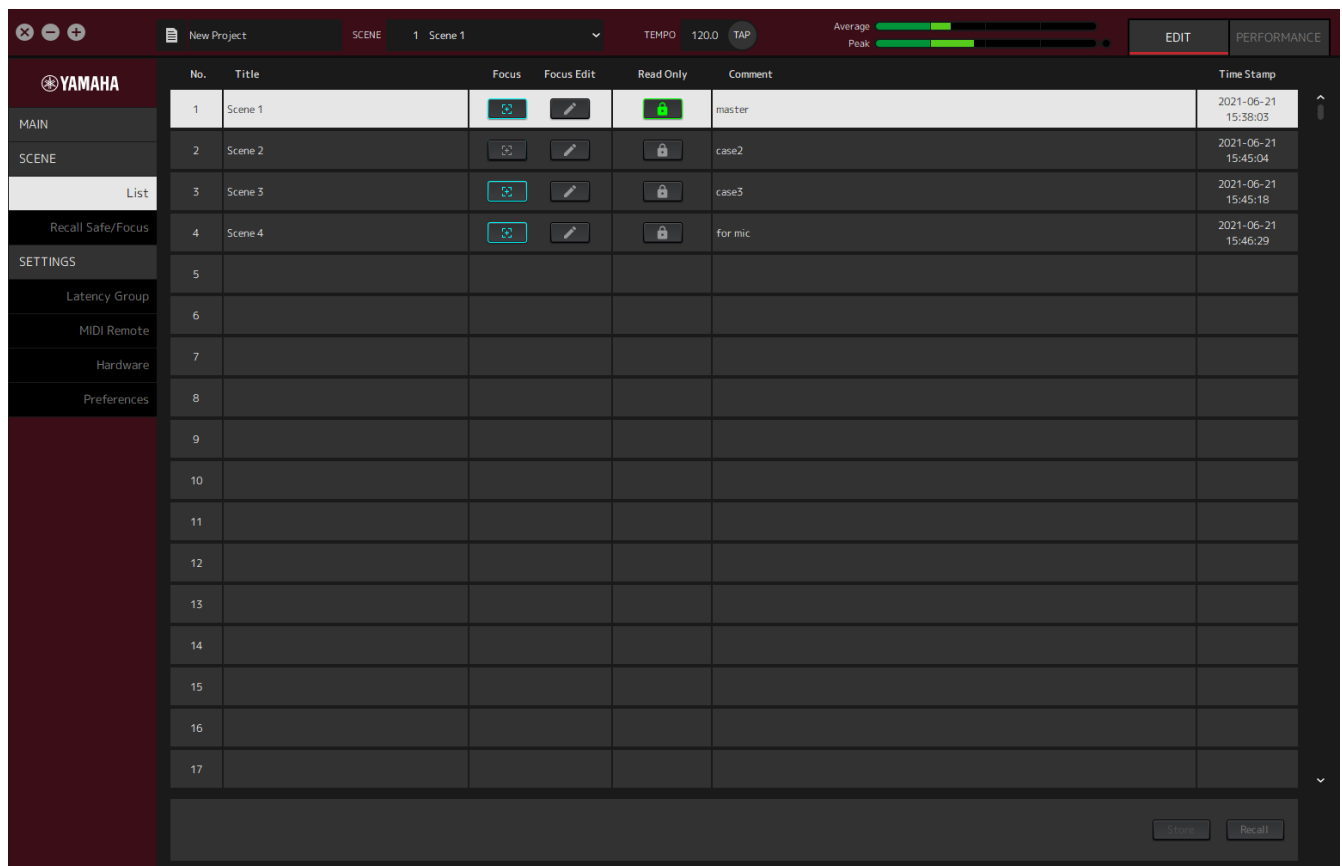 New Project SCENE 1 Scene 1 TEMPO 120.0 TAP Average EDIT PERFORMANCE
Peak
YAMAHA
MAIN
SCENE
List
Recall Safe/Focus
SETTINGS
Latency Group
MIDI Remote
Hardware
Preferences
No. Title Focus Focus Edit Read Only Comment Time Stamp
1 Scene 1 master 2021-06-21
15:38:03
2 Scene 2 case2 2021-06-21
15:45:04
3 Scene 3 case3 2021-06-21
15:45:18
4 Scene 4 for mic 2021-06-21
15:46:29
5
6
7
8
9
10
11
12
13
14
15
16
17
Store Recall